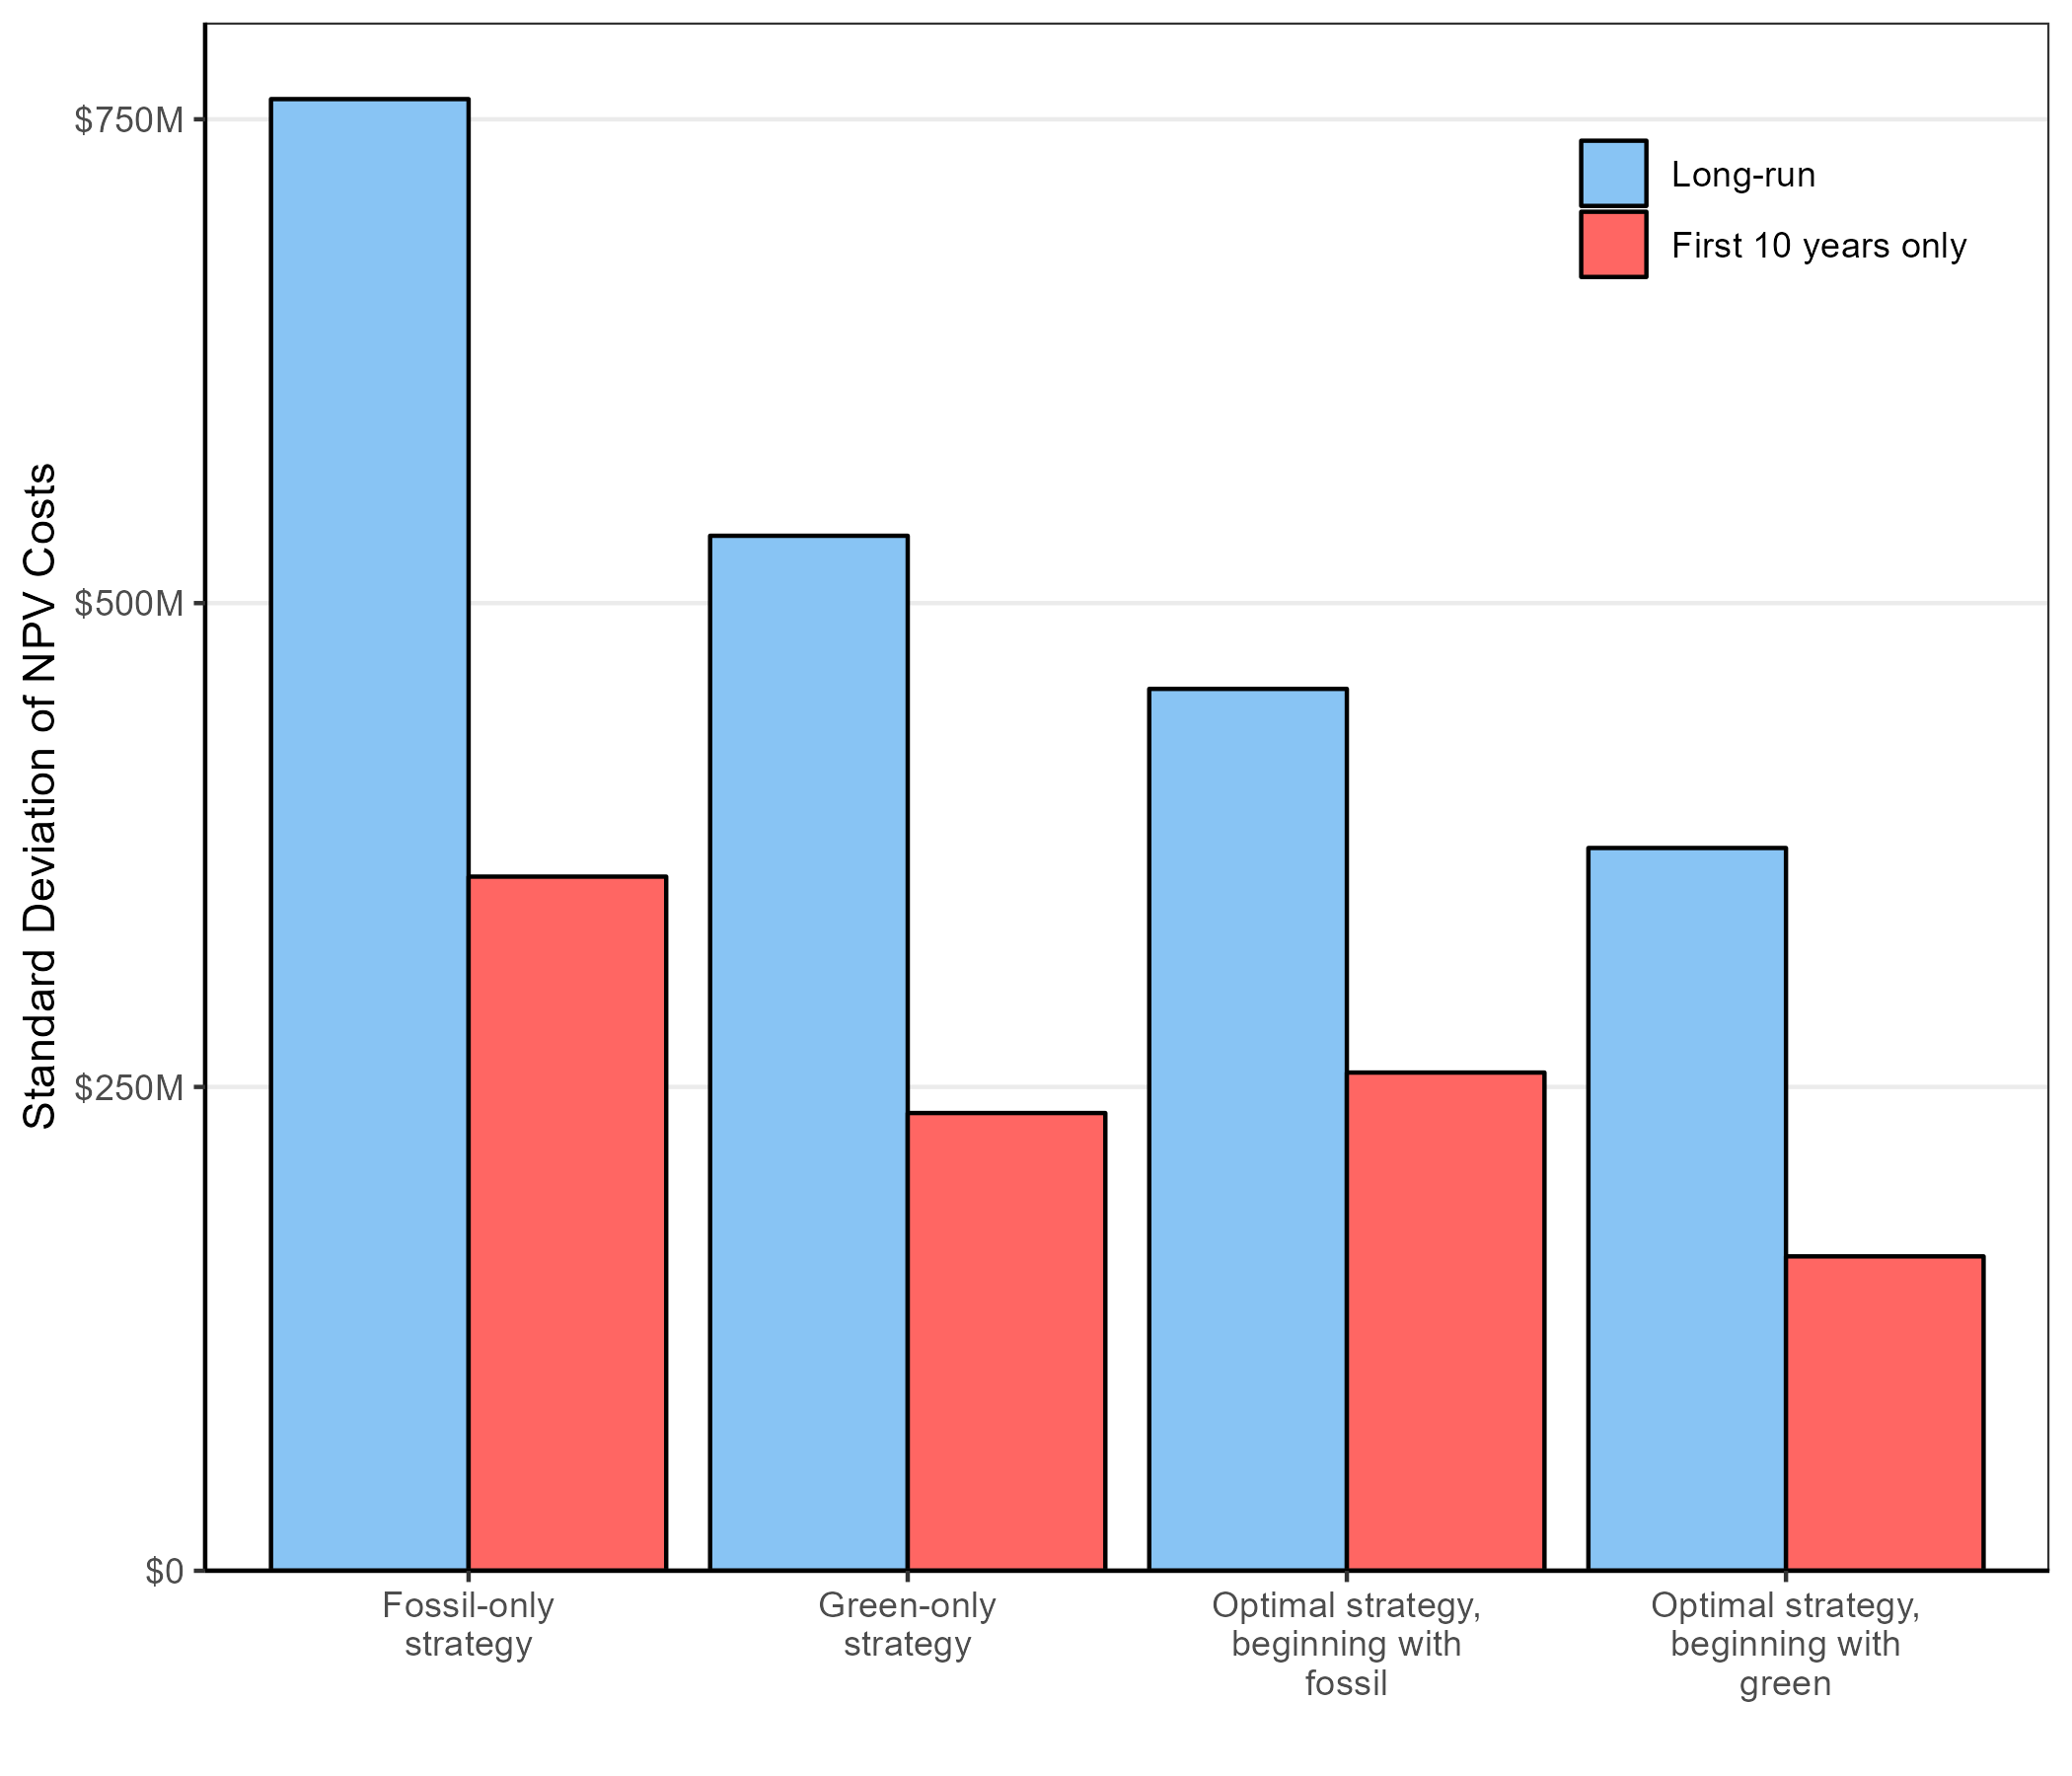 Standard Deviation of NPV Costs
$750M
$500M
$250M
$0
Long-run
First 10 years only
Fossil-only
strategy
Green-only
strategy
Optimal strategy,
beginning with
fossil
Optimal strategy,
beginning with
green